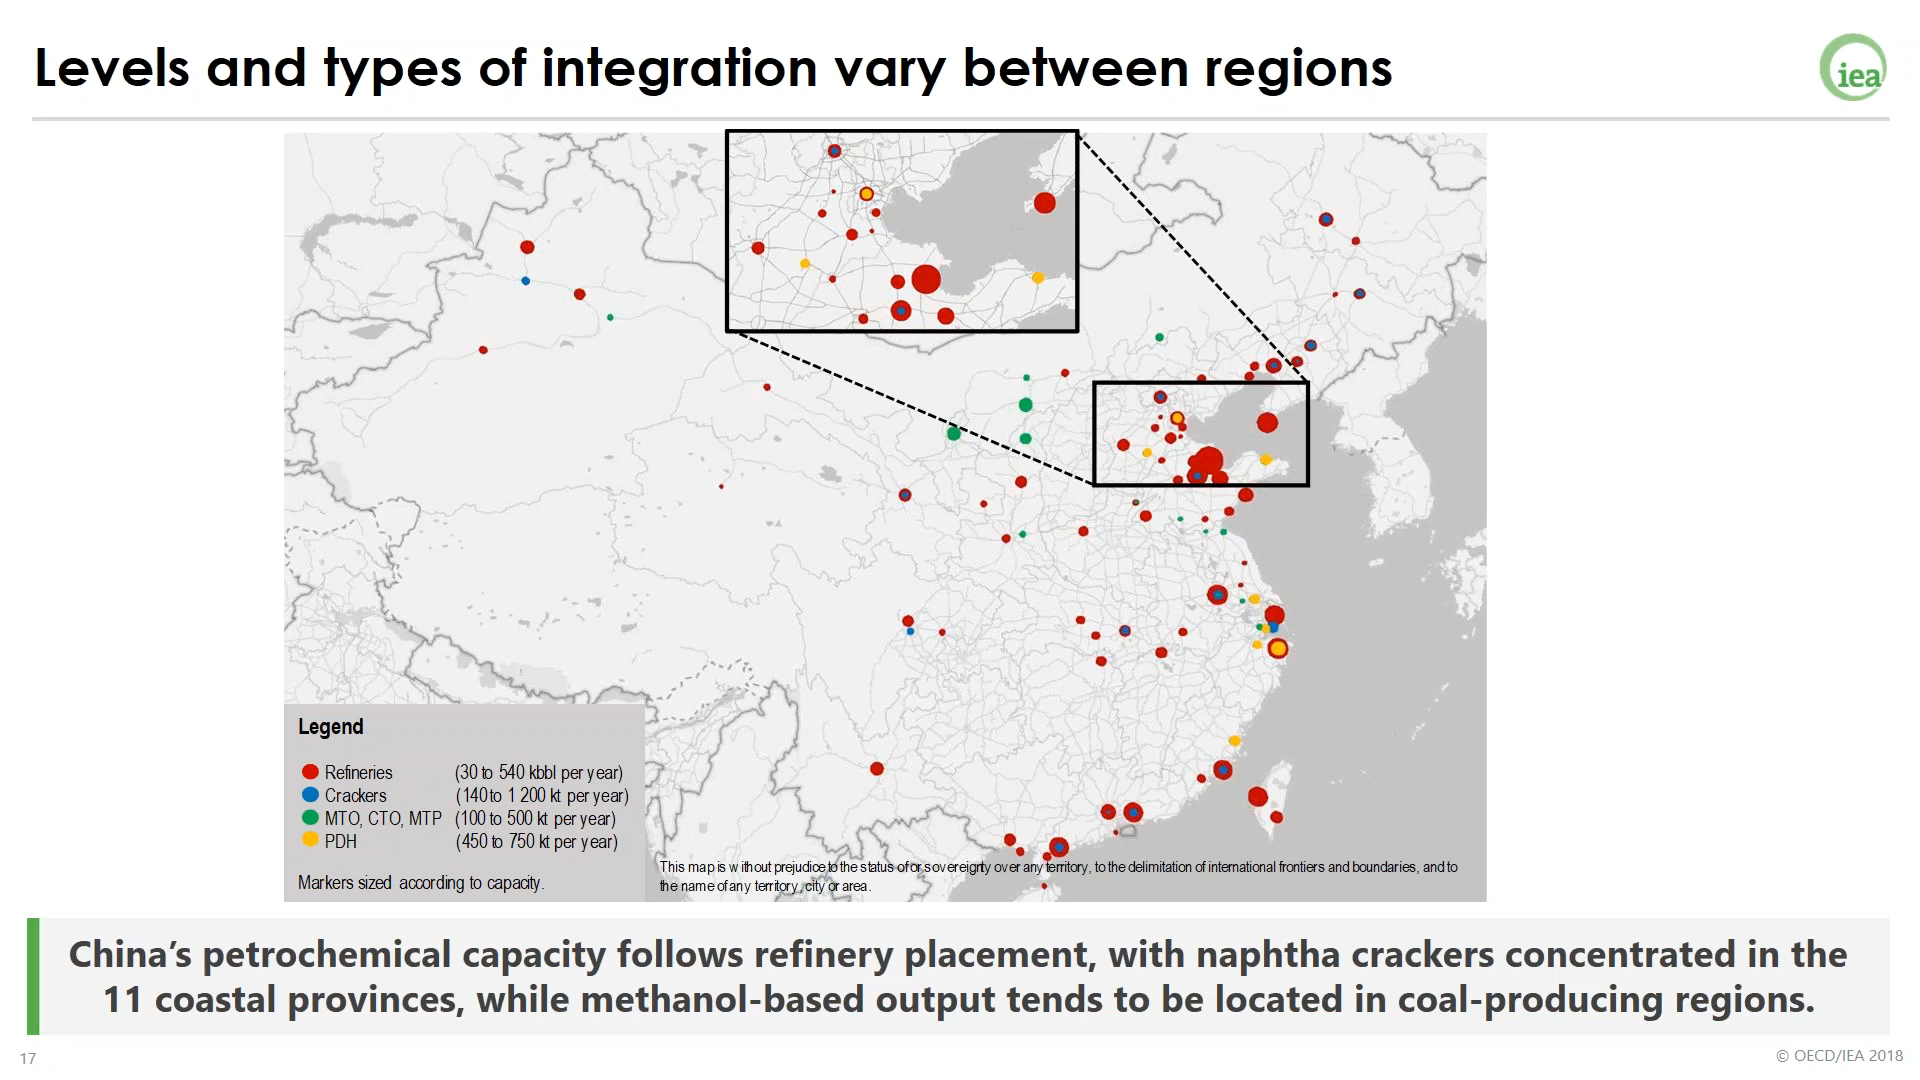 Levels and types of integration vary between regions
iea
Legend
Refineries (30 to 540 kbbl per year)
Crackers (140 to 1 200 kt per year)
MTO, CTO, MTP (100 to 500 kt per year)
PDH (450 to 750 kt per year)
Markers sized according to capacity.
This map is without prejudice to the status of or sovereignty over any territory, to the delimitation of international frontiers and boundaries, and to
the name of any territory, city or area.
China’s petrochemical capacity follows refinery placement, with naphtha crackers concentrated in the
11 coastal provinces, while methanol-based output tends to be located in coal-producing regions.
17
© OECD/IEA 2018